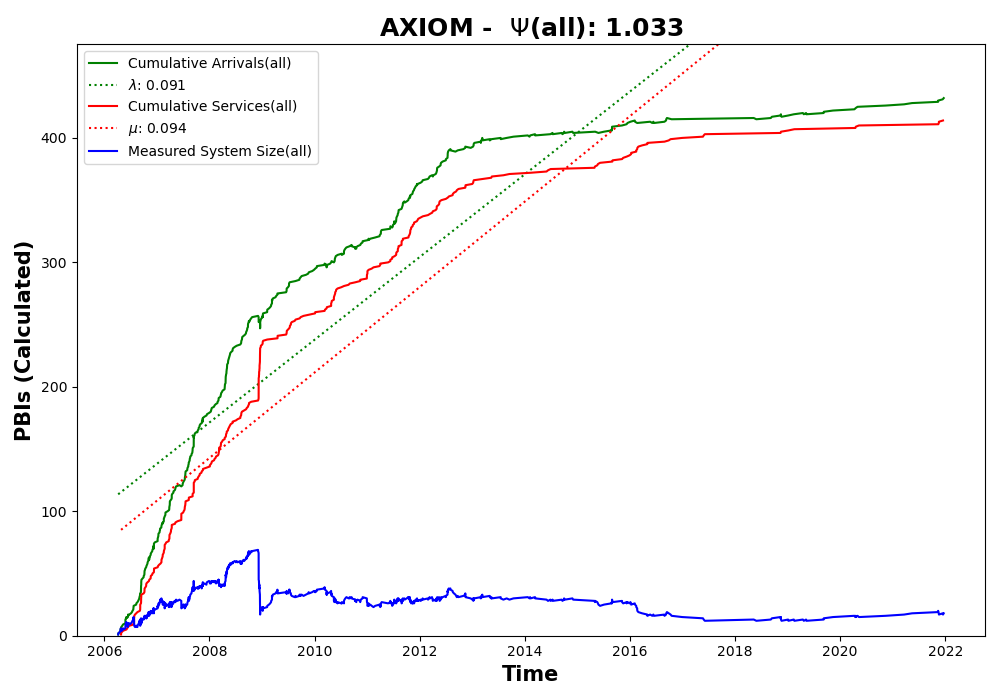 AXIOM - Ψ(all): 1.033
Cumulative Arrivals(all)
λ: 0.091
Cumulative Services(all)
μ: 0.094
Measured System Size(all)
PBIs (Calculated)
400
300
200
100
0
2006 2008 2010 2012 2014 2016 2018 2020 2022
Time